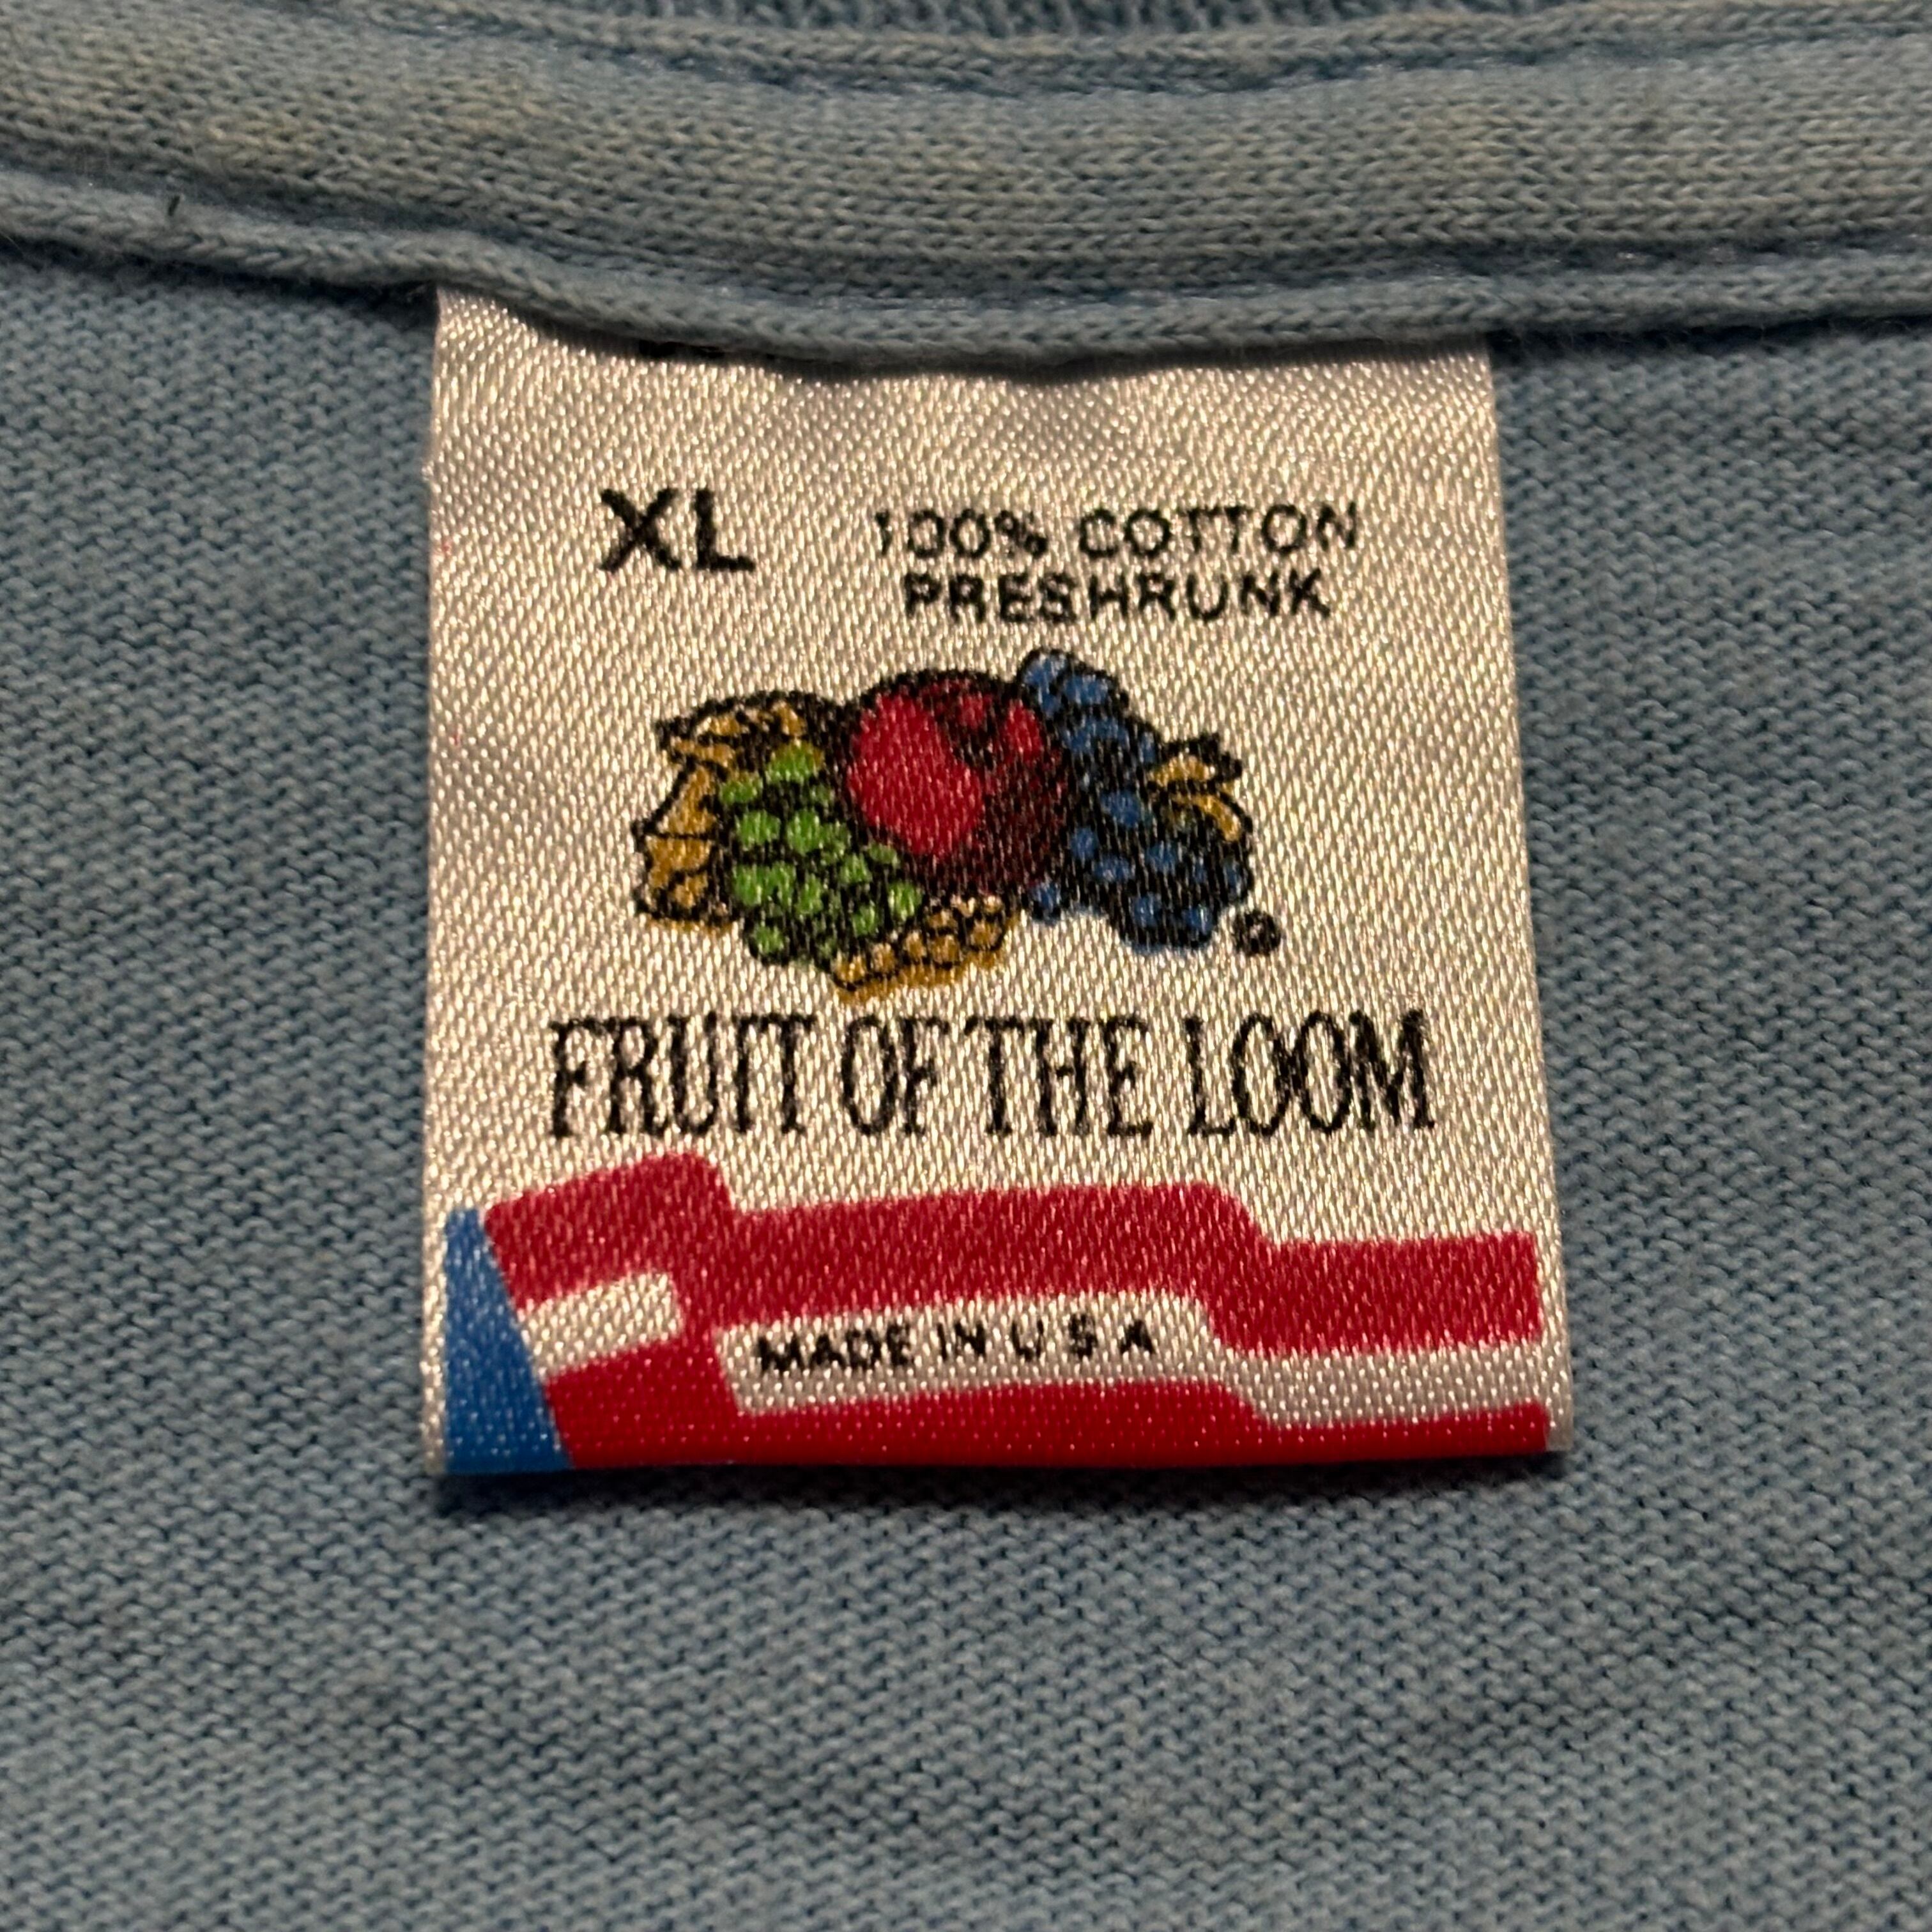 XL
100% COTTON
PRESHRUNK
®
FRUIT OF THE LOOM
MADE IN U S A